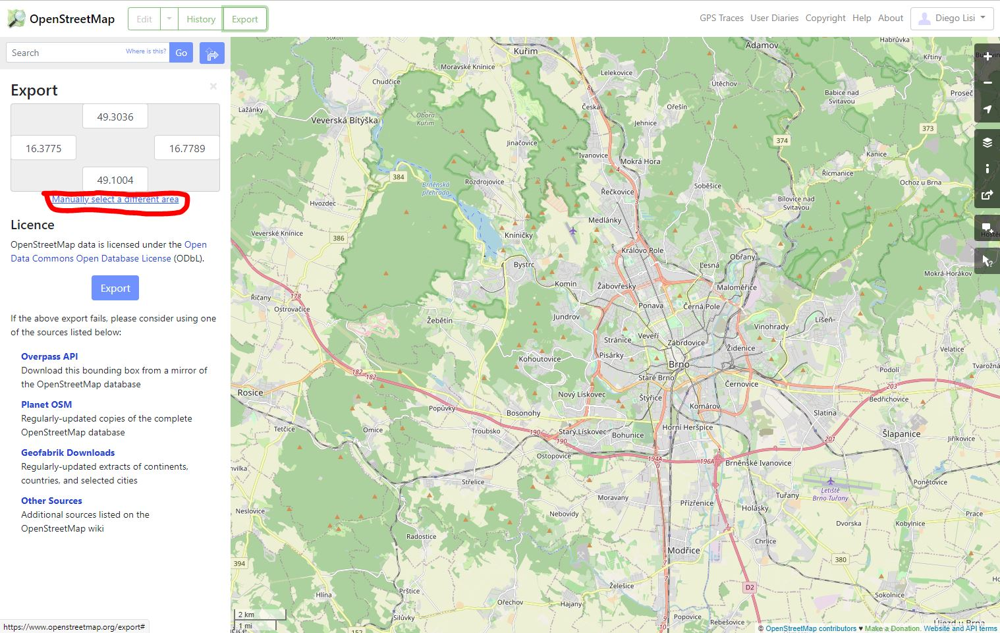 OpenStreetMap
Edit
History
Export
GPS Traces
User Diaries
Copyright
Help
About
Diego Lisi
Search
Where is this?
Go
Export
49.3036
16.3775
16.7789
49.1004
Manually select a different area
Licence
OpenStreetMap data is licensed under the Open
Data Commons Open Database License (ODbL).
Export
If the above export fails, please consider using one
of the sources listed below:
Overpass API
Download this bounding box from a mirror of
the OpenStreetMap database
Planet OSM
Regularly-updated copies of the complete
OpenStreetMap database
Geofabrik Downloads
Regularly-updated extracts of continents,
countries, and selected cities
Other Sources
Additional sources listed on the
OpenStreetMap wiki
https://www.openstreetmap.org/export#
Kuřim
Adamov
Habrůvka
Křtiny
Moravské Knínice
Lelekovice
Chudčice
Útěchov
Babice nad
Svitavou
Česká
Ořešín
Lažánky
Veverská Bítýška
Obora
Kuřim
Jehnice
373
Jinačovice
374
Ivanovice
Mokrá Hora
Kanice
384
Rozdrojovice
Řícmanice
Ochoz u Brna
Brněnská
přehrada
Soběšice
Řečkovice
Bílovice nad
Svitavou
Hvozdec
Medlánky
Veverské Knínice
386
Kníničky
Královo Pole
Obřany
Bystrc
Lesná
Mokrá-Horákov
Komín
Žabovřesky
Maloměřice
Říčany
178
Ostrovačice
Ponava
Černá Pole
Žebětín
Jundrov
Vinohrady
Líšeň
Stránice
Veveří
Zábrdovice
Židenice
Velatice
Pisárky
Kohoutovice
Brno
182
182
Staré Brno
Podolí
Černovice
203
Rosice
Nový Lískovec
Štýřice
Bedřichovice
Popůvky
Bosonohy
Komárov
Slatina
Tetčice
Omice
Troubsko
190
190
Starý Lískovec
Bohunice
Horní Heršpice
Šlapanice
Jiříkovice
201
Ostopovice
194A
0
196A
1
Brněnské Ivanovice
Střelice
Letiště
Brno Tuřany
Ponětovice
Moravany
Tuřany
Neslovice
Nebovidy
Přízřenice
Holásky
Prace
Dvorska
Kobylnice
Radostice
3
Chrlice
Modřice
394
380
Želešice
D2
Hlína
Prštice
Ořechov
Hajany
Sokolnice
2 km
1 mi
Silůvky
Popovice
Rebešovice
10
152
Újezd u Brna
© OpenStreetMap contributors ♥ Make a Donation. Website and API terms